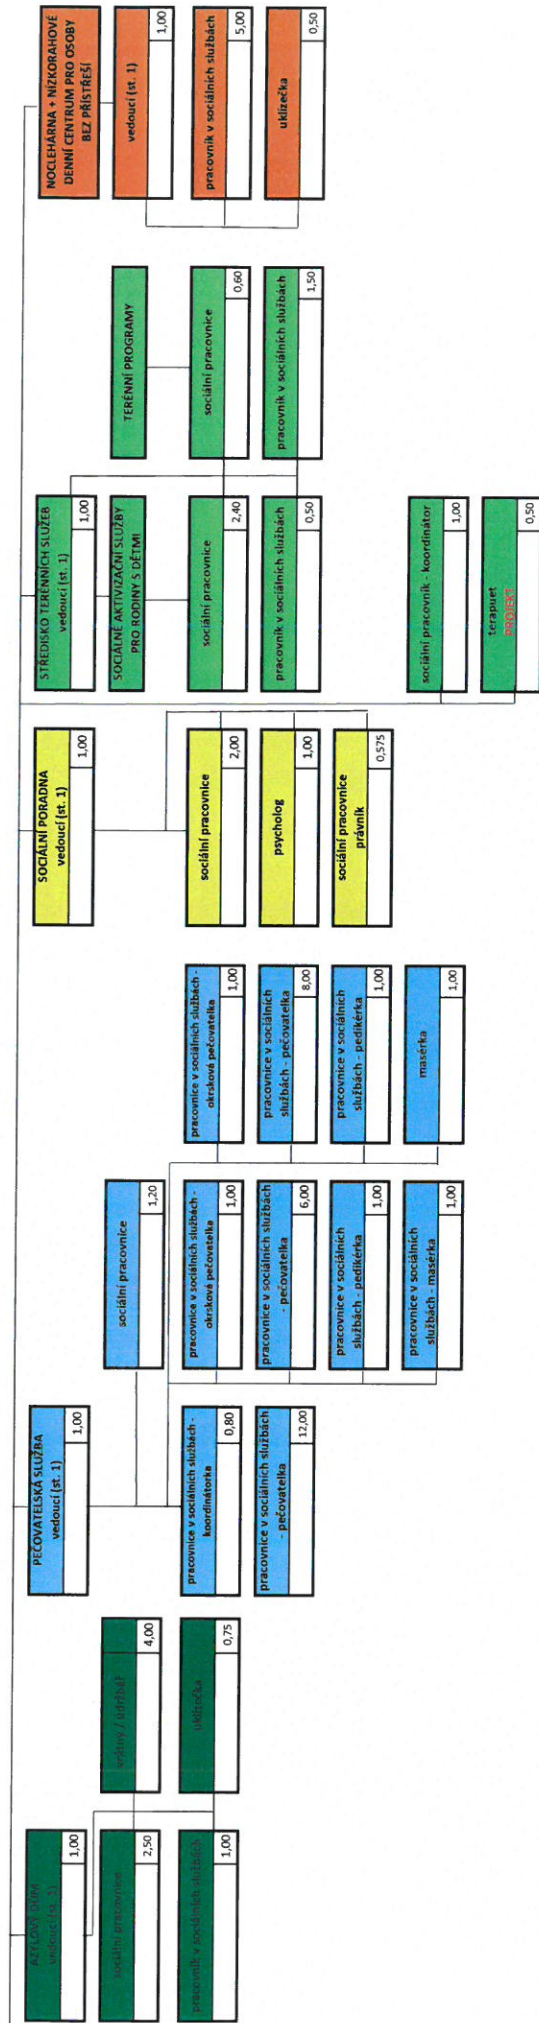 AZYLOVÝ DŮM
vedoucí (st. 1)
1,00
sociální pracovnice
2,50
pracovník v sociálních službách
1,00
vrátný / údržbář
4,00
uklízečka
0,75
PEČOVATELSKÁ SLUŽBA
vedoucí (st. 1)
1,00
sociální pracovnice
1,20
pracovnice v sociálních službách -
koordinátorka
0,80
pracovnice v sociálních službách
- pečovatelka
12,00
pracovnice v sociálních službách -
okrsková pečovatelka
1,00
pracovnice v sociálních službách
- pečovatelka
6,00
pracovnice v sociálních
službách - pedikérka
1,00
pracovnice v sociálních
službách - masérka
1,00
pracovnice v sociálních službách -
okrsková pečovatelka
1,00
pracovnice v sociálních
službách - pečovatelka
8,00
pracovnice v sociálních
službách - pedikérka
1,00
masérka
1,00
SOCIÁLNÍ PORADNA
vedoucí (st. 1)
1,00
sociální pracovnice
2,00
psycholog
1,00
sociální pracovnice
právník
0,575
STŘEDISKO TERÉNNÍCH SLUŽEB
vedoucí (st. 1)
1,00
SOCIÁLNĚ AKTIVIZAČNÍ SLUŽBY
PRO RODINY S DĚTMI
sociální pracovnice
2,40
pracovník v sociálních službách
0,50
TERÉNNÍ PROGRAMY
sociální pracovnice
0,60
pracovník v sociálních službách
1,50
sociální pracovník - koordinátor
1,00
terapuet
PROJEKT
0,50
NOCLEHÁRNA + NÍZKORAHOVÉ
DENNÍ CENTRUM PRO OSOBY
BEZ PŘÍSTŘEŠÍ
vedoucí (st. 1)
1,00
pracovník v sociálních službách
5,00
uklízečka
0,50